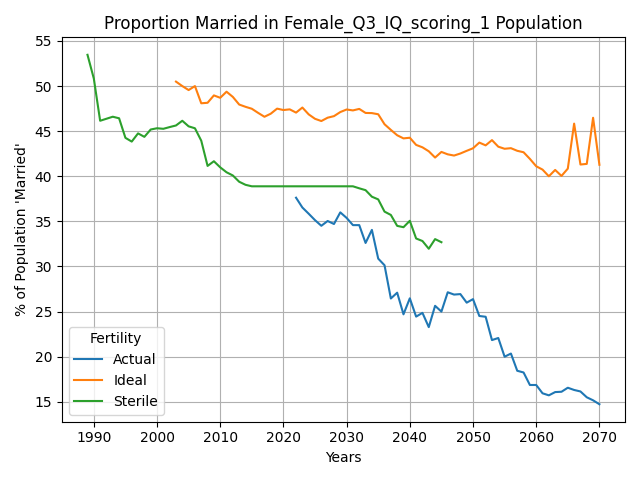 Proportion Married in Female_Q3_IQ_scoring_1 Population
% of Population 'Married'
55
50
45
40
35
30
25
20
15
Fertility
Actual
Ideal
Sterile
1990 2000 2010 2020 2030 2040 2050 2060 2070
Years